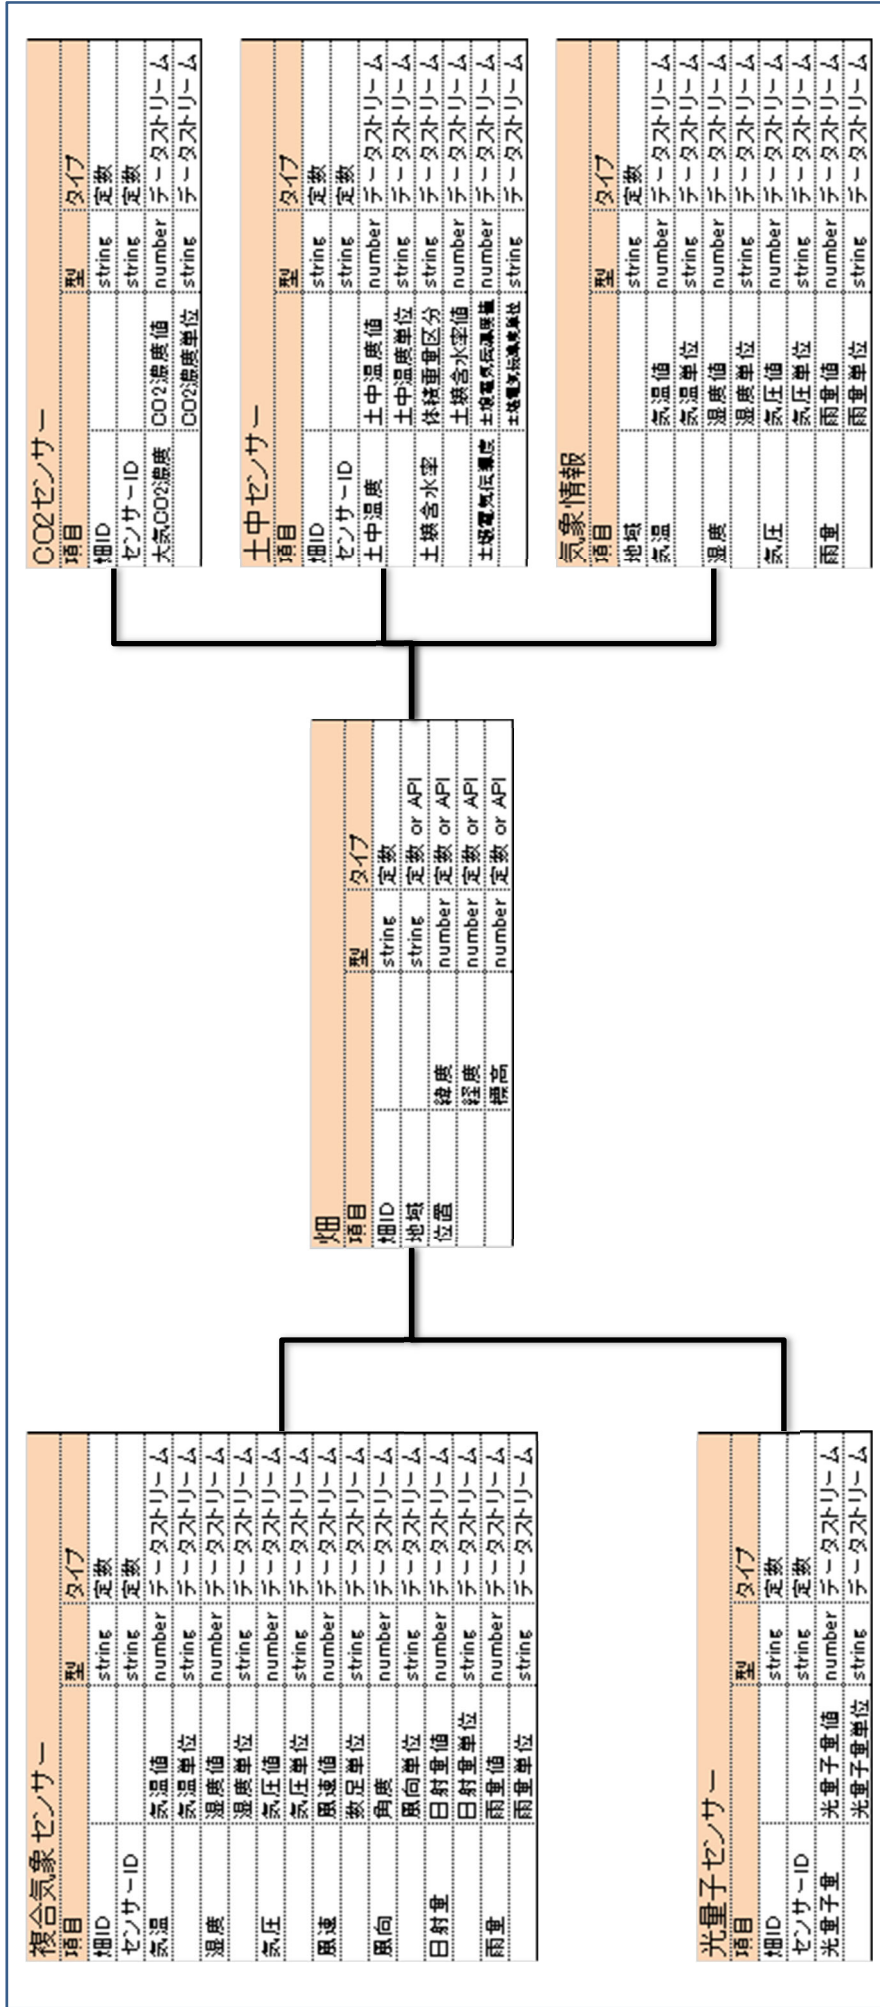 複合気象センサー
項目 型 タイプ
畑ID string 定数
センサーID string 定数
気温 気温値 number データストリーム
気温単位 string データストリーム
湿度 湿度値 number データストリーム
湿度単位 string データストリーム
気圧 気圧値 number データストリーム
気圧単位 string データストリーム
風速 風速値 number データストリーム
数足単位 string データストリーム
風向 角度 number データストリーム
風向単位 string データストリーム
日射量 日射量値 number データストリーム
日射量単位 string データストリーム
雨量 雨量値 number データストリーム
雨量単位 string データストリーム
光量子センサー
項目 型 タイプ
畑ID string 定数
センサーID string 定数
光量子量 光量子量値 number データストリーム
光量子量単位 string データストリーム
畑
項目 型 タイプ
畑ID string 定数
地域 string 定数 or API
位置 緯度 number 定数 or API
経度 number 定数 or API
標高 number 定数 or API
CO2センサー
項目 型 タイプ
畑ID string 定数
センサーID string 定数
大気CO2濃度 CO2濃度値 number データストリーム
CO2濃度単位 string データストリーム
土中センサー
項目 型 タイプ
畑ID string 定数
センサーID string 定数
土中温度 土中温度値 number データストリーム
土中温度単位 string データストリーム
土壌含水率 体積重量区分 string データストリーム
土壌含水率値 number データストリーム
土壌電気伝導度 土壌電気伝導度値 number データストリーム
土壌電気伝導度単位 string データストリーム
気象情報
項目 型 タイプ
地域 string 定数
気温 気温値 number データストリーム
気温単位 string データストリーム
湿度 湿度値 number データストリーム
湿度単位 string データストリーム
気圧 気圧値 number データストリーム
気圧単位 string データストリーム
雨量 雨量値 number データストリーム
雨量単位 string データストリーム